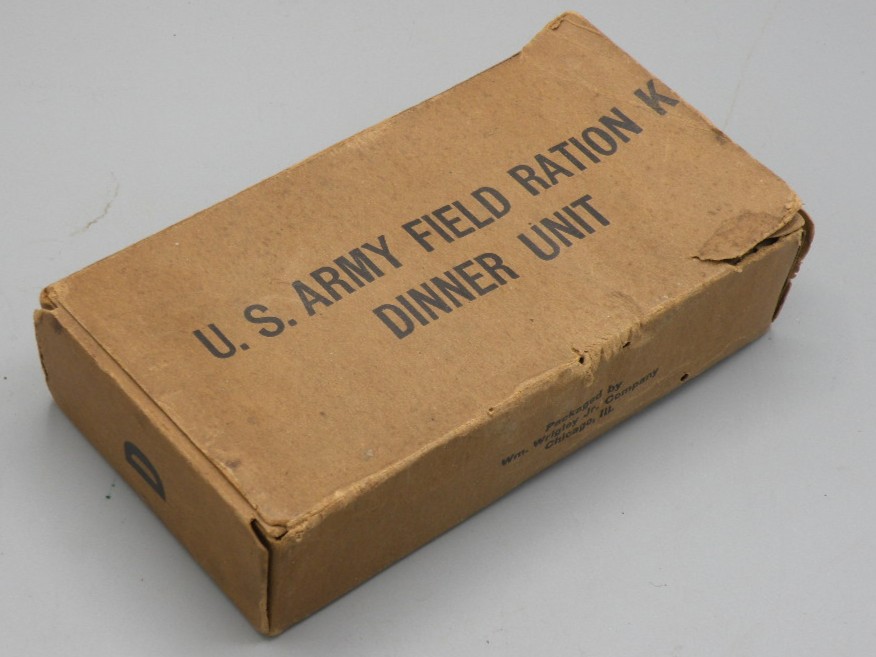 U. S. ARMY FIELD RATION K
DINNER UNIT
Packaged by
Wm. Wrigley Jr. Company
Chicago, Ill.
D